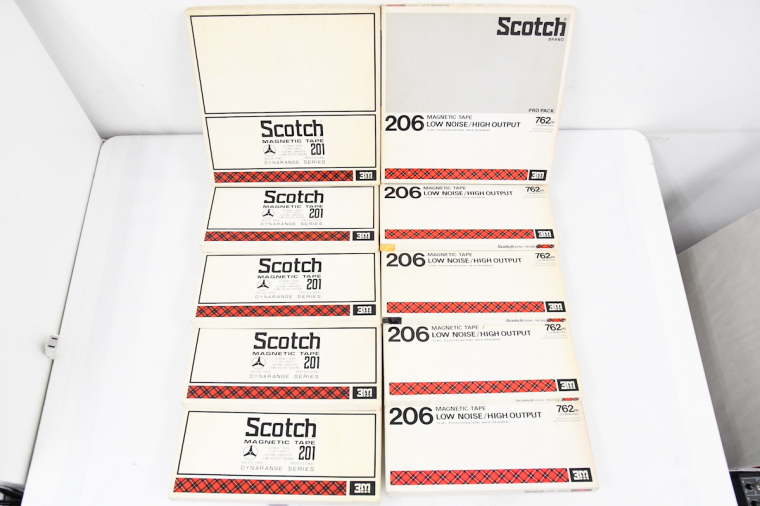 Scotch
MAGNETIC TAPE
201
DYNARANGE SERIES
3M
Scotch
MAGNETIC TAPE
201
DYNARANGE SERIES
3M
Scotch
MAGNETIC TAPE
201
DYNARANGE SERIES
3M
Scotch
MAGNETIC TAPE
201
DYNARANGE SERIES
3M
Scotch
MAGNETIC TAPE
201
DYNARANGE SERIES
3M
Scotch
BRAND
PRO-PACK
206 MAGNETIC TAPE
LOW NOISE/HIGH OUTPUT
762m
3M
206 MAGNETIC TAPE
LOW NOISE/HIGH OUTPUT
762m
3M
Scotch
206 MAGNETIC TAPE
LOW NOISE/HIGH OUTPUT
762m
3M
Scotch
206 MAGNETIC TAPE
LOW NOISE/HIGH OUTPUT
762m
3M
206 MAGNETIC TAPE
LOW NOISE/HIGH OUTPUT
762m
3M